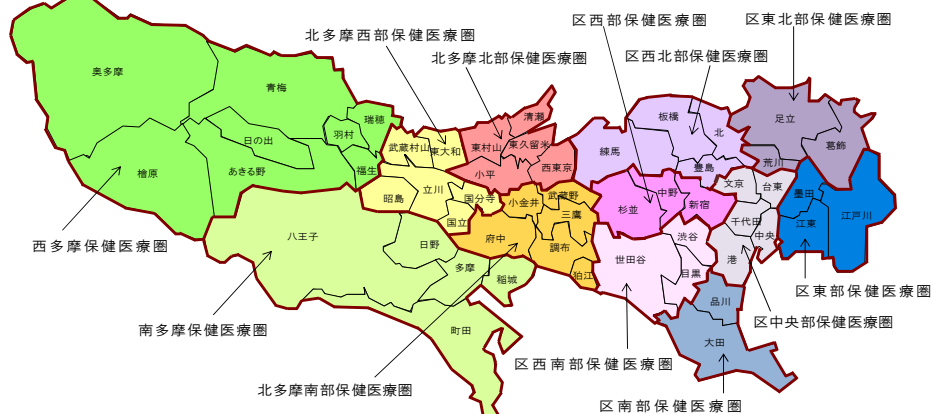 区西部保健医療圏
区東北部保健医療圏
北多摩西部保健医療圏
北多摩北部保健医療圏
区西北部保健医療圏
奥多摩
青梅
瑞穂
羽村
日の出
福生
あきる野
檜原
西多摩保健医療圏
武蔵村山
東大和
昭島
立川
国分寺
国立
東村山
清瀬
東久留米
小平
西東京
小金井
武蔵野
三鷹
府中
調布
狛江
八王子
日野
多摩
稲城
町田
南多摩保健医療圏
北多摩南部保健医療圏
練馬
板橋
北
豊島
足立
荒川
葛飾
杉並
中野
新宿
文京
台東
千代田
中央
港
墨田
江東
江戸川
世田谷
渋谷
目黒
品川
大田
区東部保健医療圏
区中央部保健医療圏
区西南部保健医療圏
区南部保健医療圏